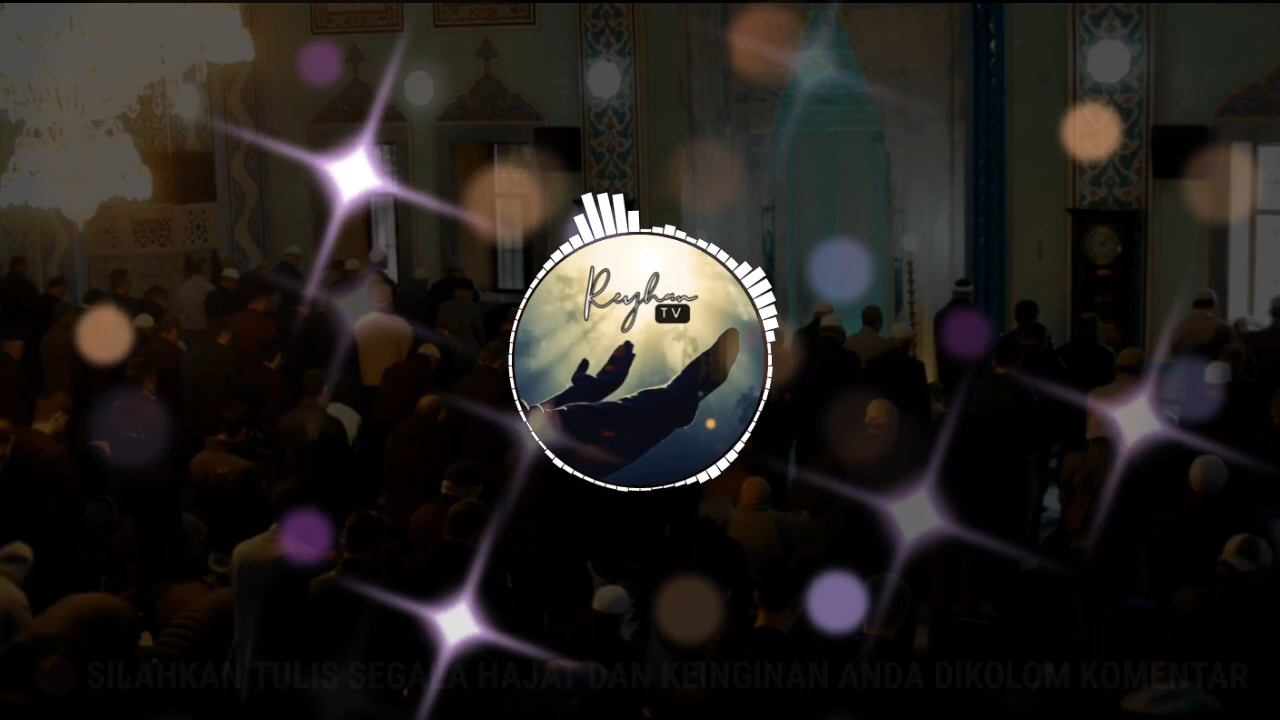 Reyhan
TV
SILAHKAN TULIS SEGALA HAJAT DAN KEINGINAN ANDA DIKOLOM KOMENTAR